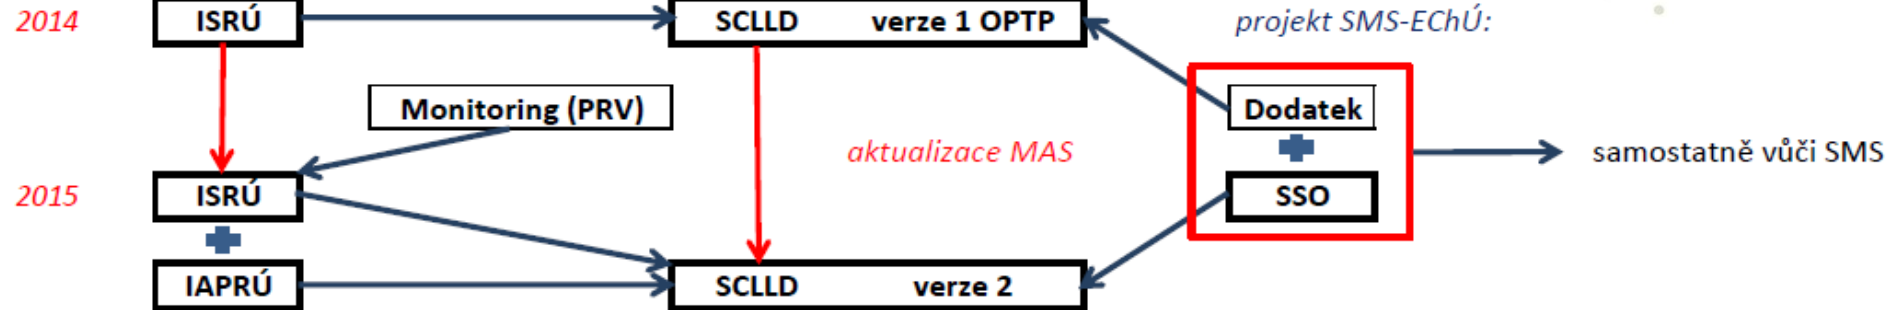 2014 ISRÚ SCLLD verze 1 OPTP projekt SMS-EChÚ:
Monitoring (PRV) Dodatek
aktualizace MAS samostatně vůči SMS
2015 ISRÚ SSO
IAPRÚ SCLLD verze 2